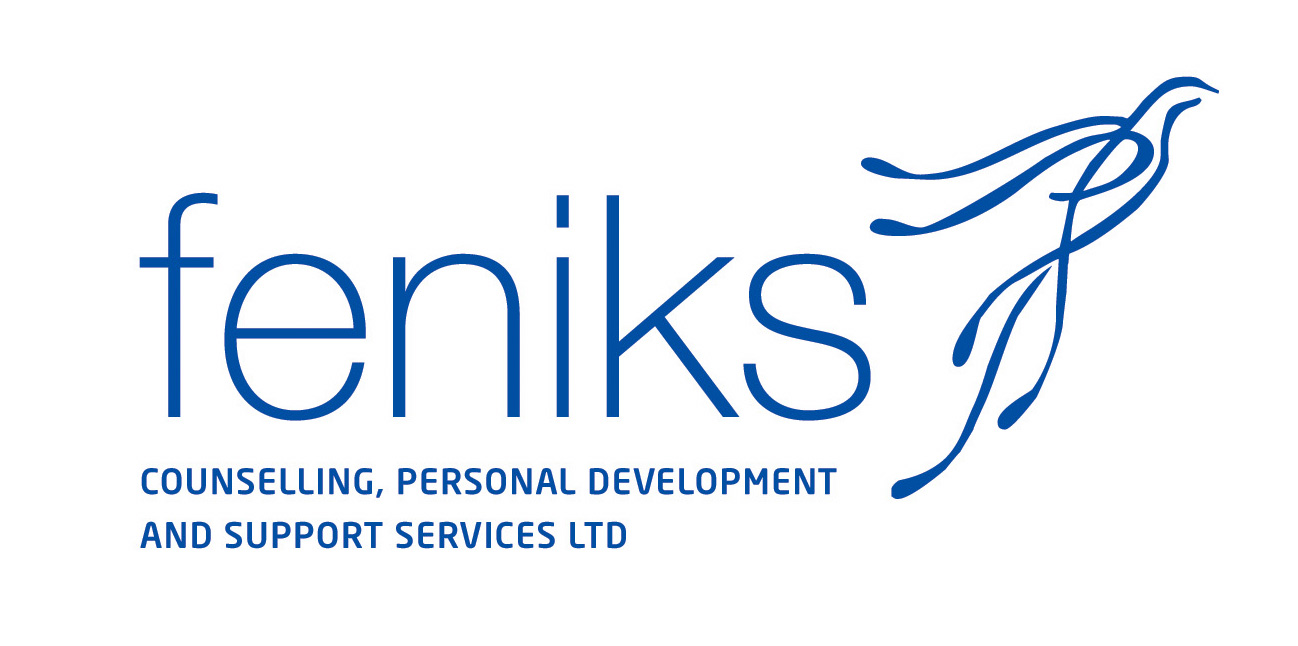 feniks
COUNSELLING, PERSONAL DEVELOPMENT
AND SUPPORT SERVICES LTD